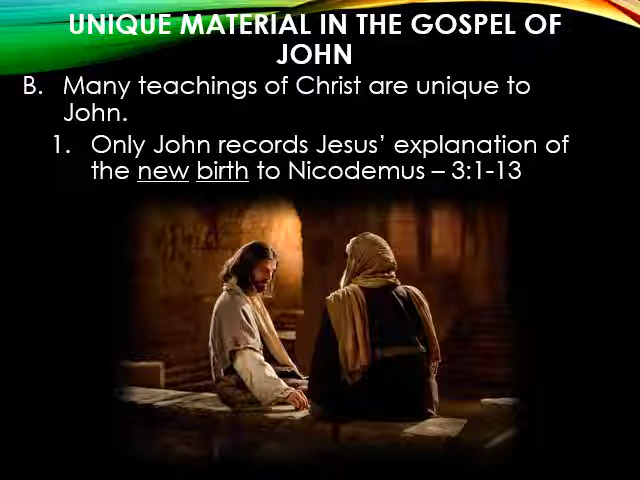 UNIQUE MATERIAL IN THE GOSPEL OF
JOHN
B. Many teachings of Christ are unique to
John.
1. Only John records Jesus’ explanation of
the new birth to Nicodemus – 3:1-13